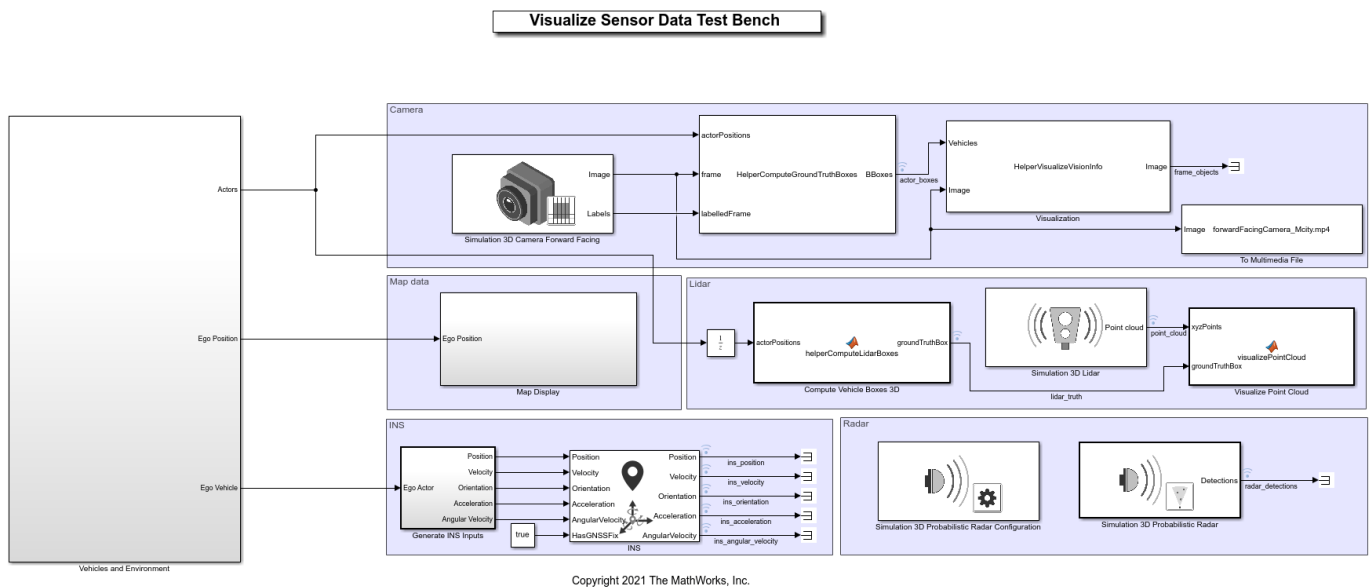 Visualize Sensor Data Test Bench
Camera
Actors
Ego Position
Ego Vehicle
Vehicles and Environment
Image
Labels
Simulation 3D Camera Forward Facing
actorPositions
frame
labelledFrame
HelperComputeGroundTruthBoxes
BBoxes
actor_boxes
Vehicles
Image
HelperVisualizeVisionInfo
Image
Visualization
frame_objects
Image
forwardFacingCamera_Mcity.mp4
To Multimedia File
Map data
Ego Position
Map Display
Lidar
1
z
actorPositions
helperComputeLidarBoxes
groundTruthBox
Compute Vehicle Boxes 3D
Point cloud
Simulation 3D Lidar
point_cloud
lidar_truth
xyzPoints
visualizePointCloud
groundTruthBox
Visualize Point Cloud
INS
Ego Actor
Position
Velocity
Orientation
Acceleration
Angular Velocity
Generate INS Inputs
true
Position
Velocity
Orientation
Acceleration
AngularVelocity
HasGNSSFix
Position
Velocity
Orientation
Acceleration
AngularVelocity
INS
ins_position
ins_velocity
ins_orientation
ins_acceleration
ins_angular_velocity
Radar
Simulation 3D Probabilistic Radar Configuration
Detections
Simulation 3D Probabilistic Radar
radar_detections
Copyright 2021 The MathWorks, Inc.